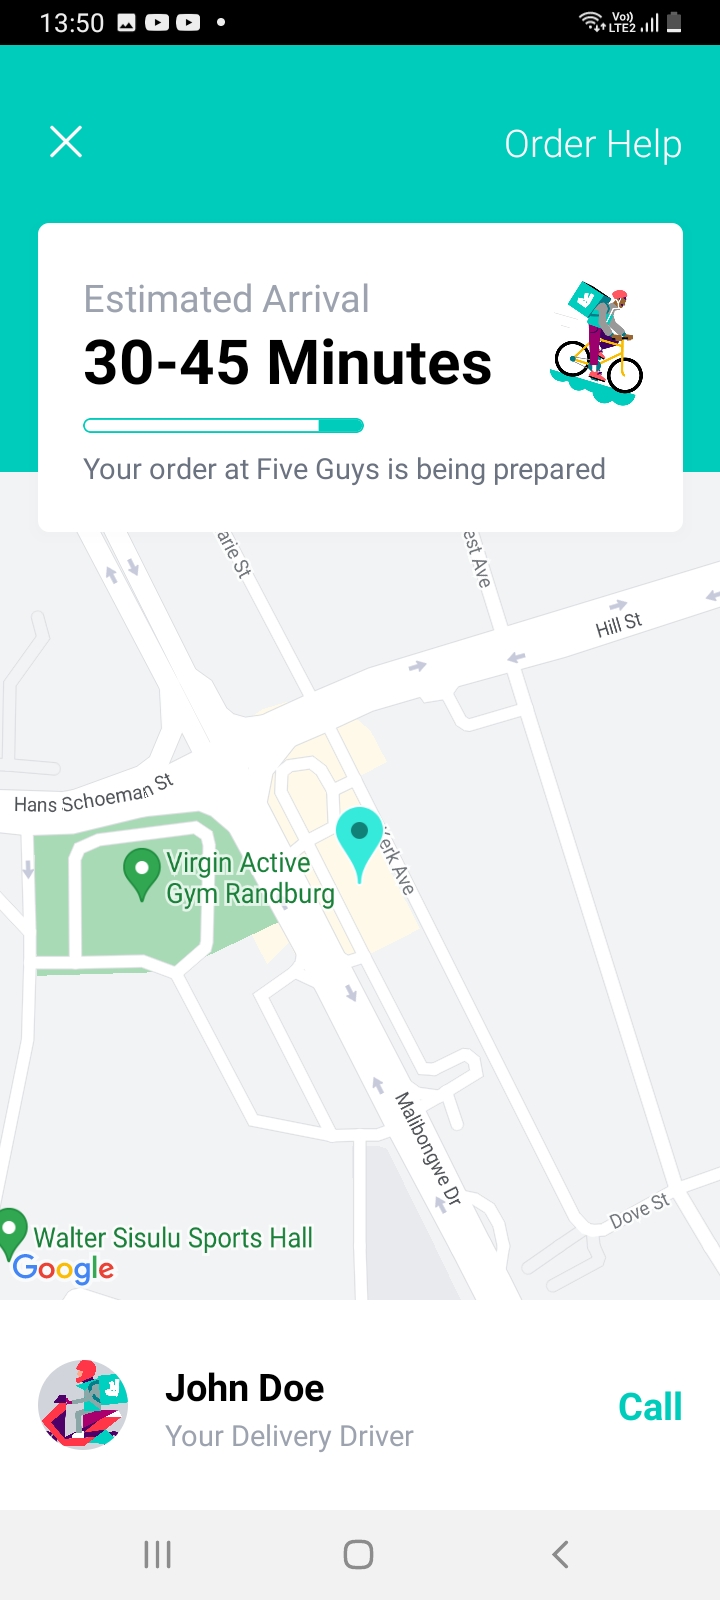 13:50
Vo)) LTE2
Order Help
Estimated Arrival
30-45 Minutes
Your order at Five Guys is being prepared
arie St
est Ave
Hill St
Hans Schoeman St
Virgin Active
Gym Randburg
erk Ave
Malibongwe Dr
Dove St
Walter Sisulu Sports Hall
Google
John Doe
Your Delivery Driver
Call